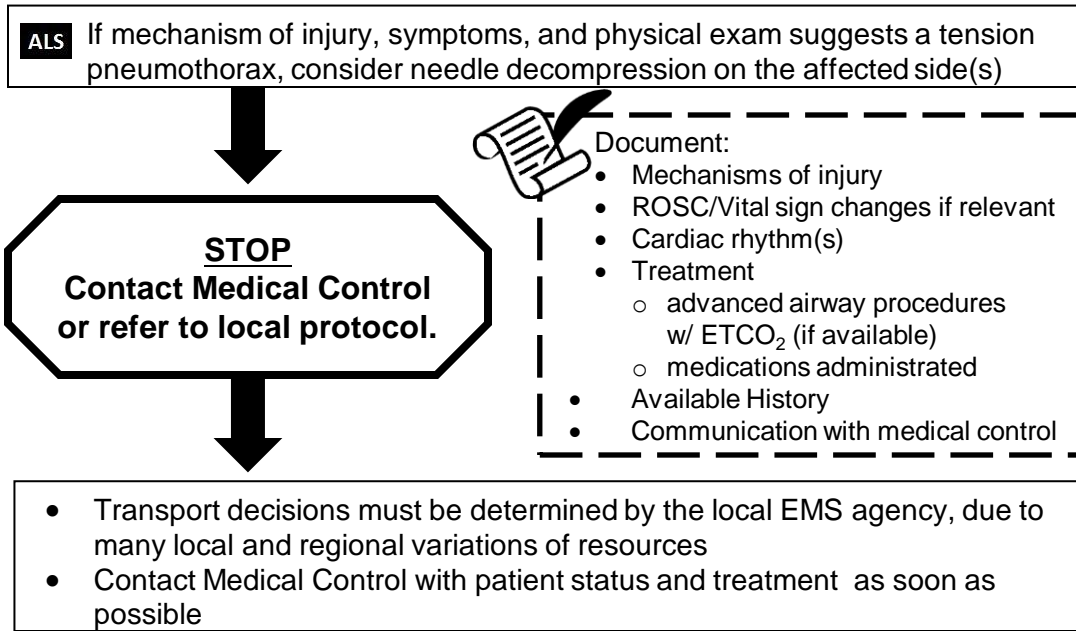 ALS If mechanism of injury, symptoms, and physical exam suggests a tension
pneumothorax, consider needle decompression on the affected side(s)
STOP
Contact Medical Control
or refer to local protocol.
Document:
• Mechanisms of injury
• ROSC/Vital sign changes if relevant
• Cardiac rhythm(s)
• Treatment
o advanced airway procedures
w/ ETCO₂ (if available)
o medications administrated
• Available History
• Communication with medical control
• Transport decisions must be determined by the local EMS agency, due to
many local and regional variations of resources
• Contact Medical Control with patient status and treatment as soon as
possible